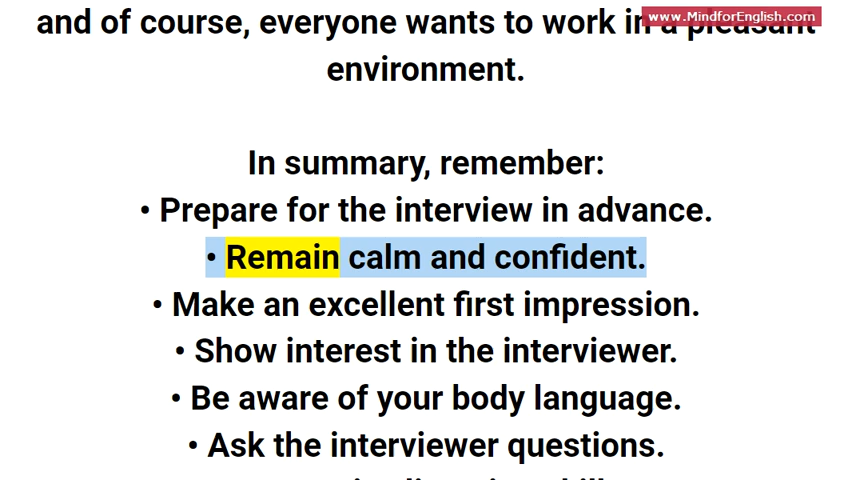 www.MindforEnglish.com
and of course, everyone wants to work in a pleasant
environment.
In summary, remember:
• Prepare for the interview in advance.
• Remain calm and confident.
• Make an excellent first impression.
• Show interest in the interviewer.
• Be aware of your body language.
• Ask the interviewer questions.